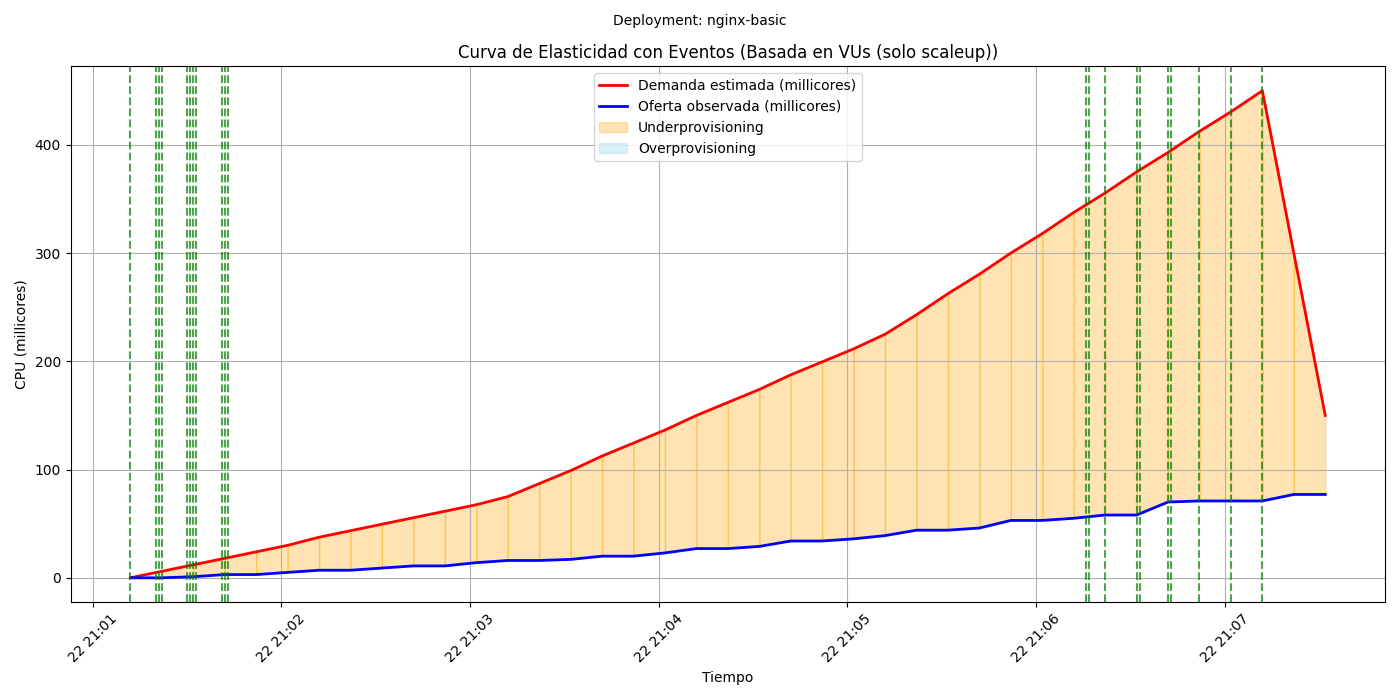 Deployment: nginx-basic
Curva de Elasticidad con Eventos (Basada en VUs (solo scaleup))
Demanda estimada (millicores)
Oferta observada (millicores)
Underprovisioning
Overprovisioning
CPU (millicores)
400
300
200
100
0
22 21:01
22 21:02
22 21:03
22 21:04
22 21:05
22 21:06
22 21:07
Tiempo